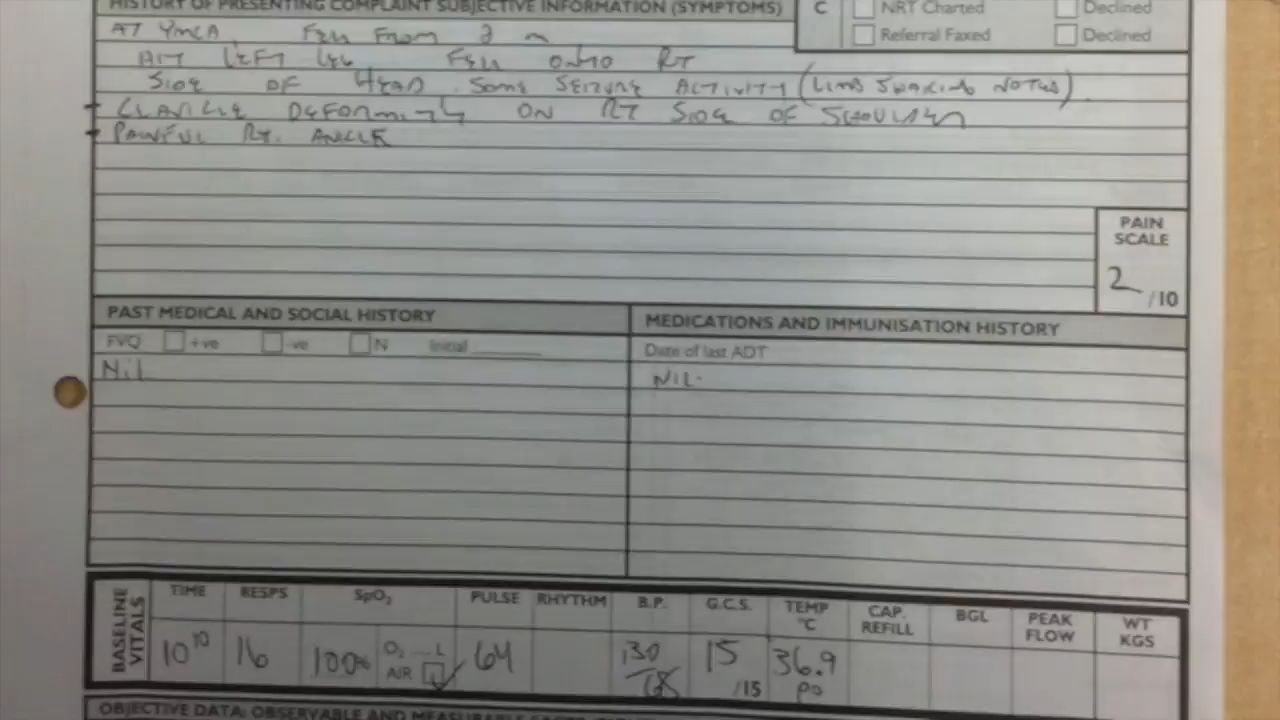 HISTORY OF PRESENTING COMPLAINT SUBJECTIVE INFORMATION (SYMPTOMS)
C NRT Charted Declined
Referral Faxed Declined
AT YMCA. FELL FROM 2 m
HIT LEFT LEG FELL ONTO RT
SIDE OF HEAD. SOME SEIZURE ACTIVITY (LIMB SHAKING NOTED).
+ CLAVICLE DEFORMITY ON RT SIDE OF SHOULDER
+ PAINFUL RT. ANKLE
PAIN
SCALE
2 /10
PAST MEDICAL AND SOCIAL HISTORY
MEDICATIONS AND IMMUNISATION HISTORY
FVQ +ve -ve N Initial
Date of last ADT
Nil
NIL.
BASELINE
VITALS
TIME RESPS SpO₂ PULSE RHYTHM B.P. G.C.S. TEMP °C CAP. REFILL BGL PEAK FLOW WT KGS
10¹⁰ 16 100% O₂ L AIR 64 130/68 15 /15 36.9 po
OBJECTIVE DATA: OBSERVABLE AND MEASURABLE